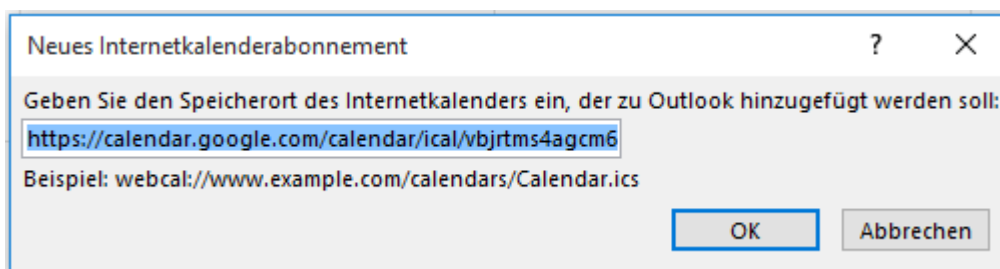 Neues Internetkalenderabonnement ? X
Geben Sie den Speicherort des Internetkalenders ein, der zu Outlook hinzugefügt werden soll:
https://calendar.google.com/calendar/ical/vbjrtms4agcm6
Beispiel: webcal://www.example.com/calendars/Calendar.ics
OK Abbrechen